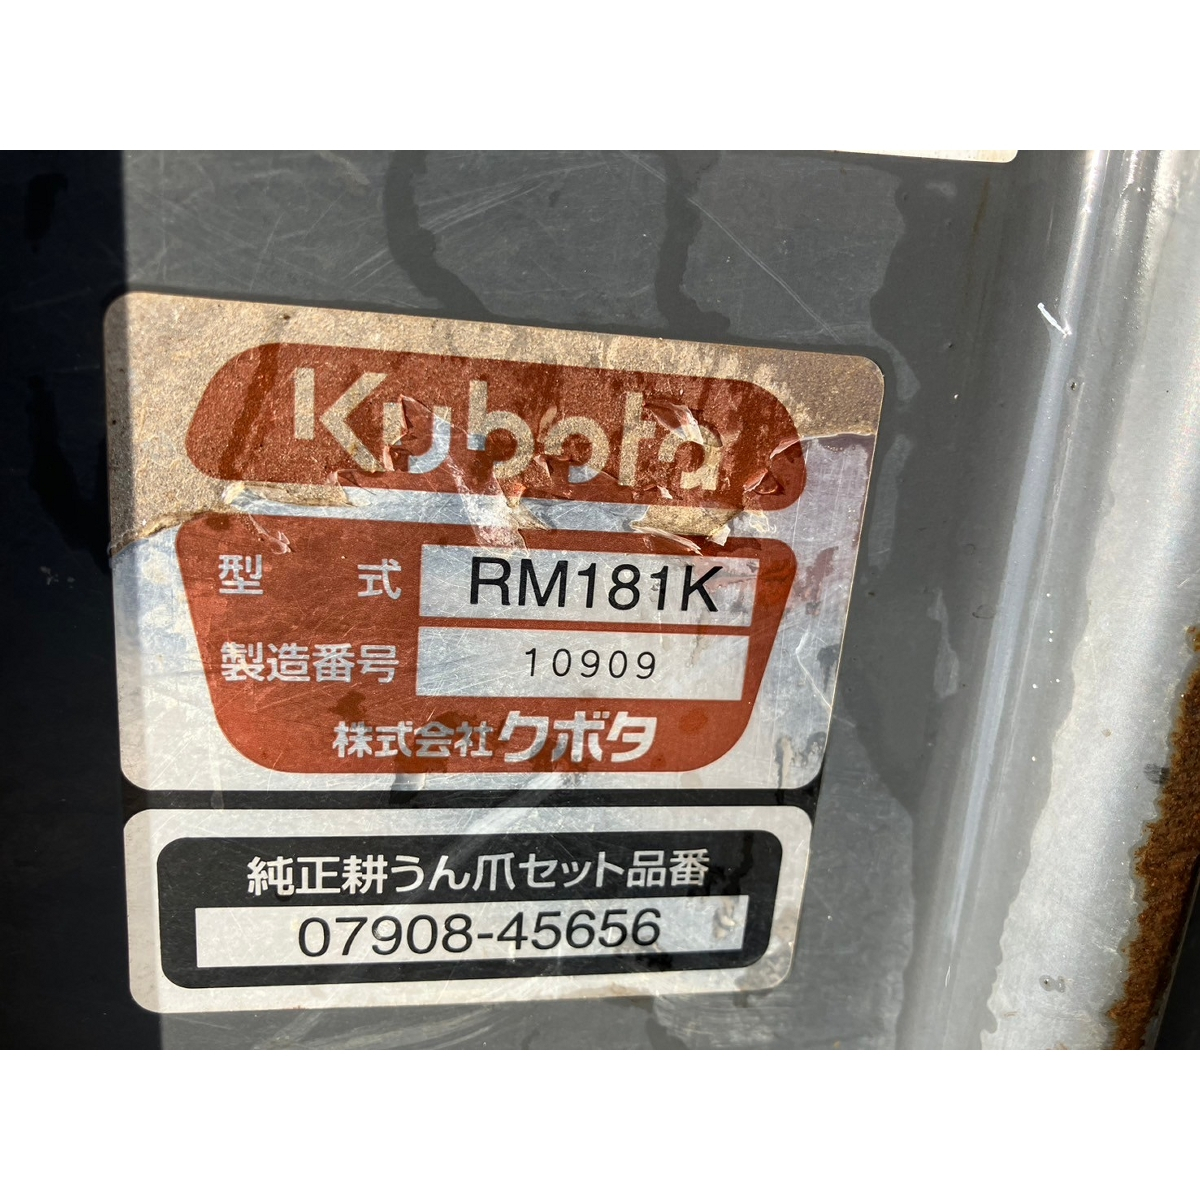 Kubota
型式 RM181K
製造番号 10909
株式会社クボタ
純正耕うん爪セット品番
07908-45656